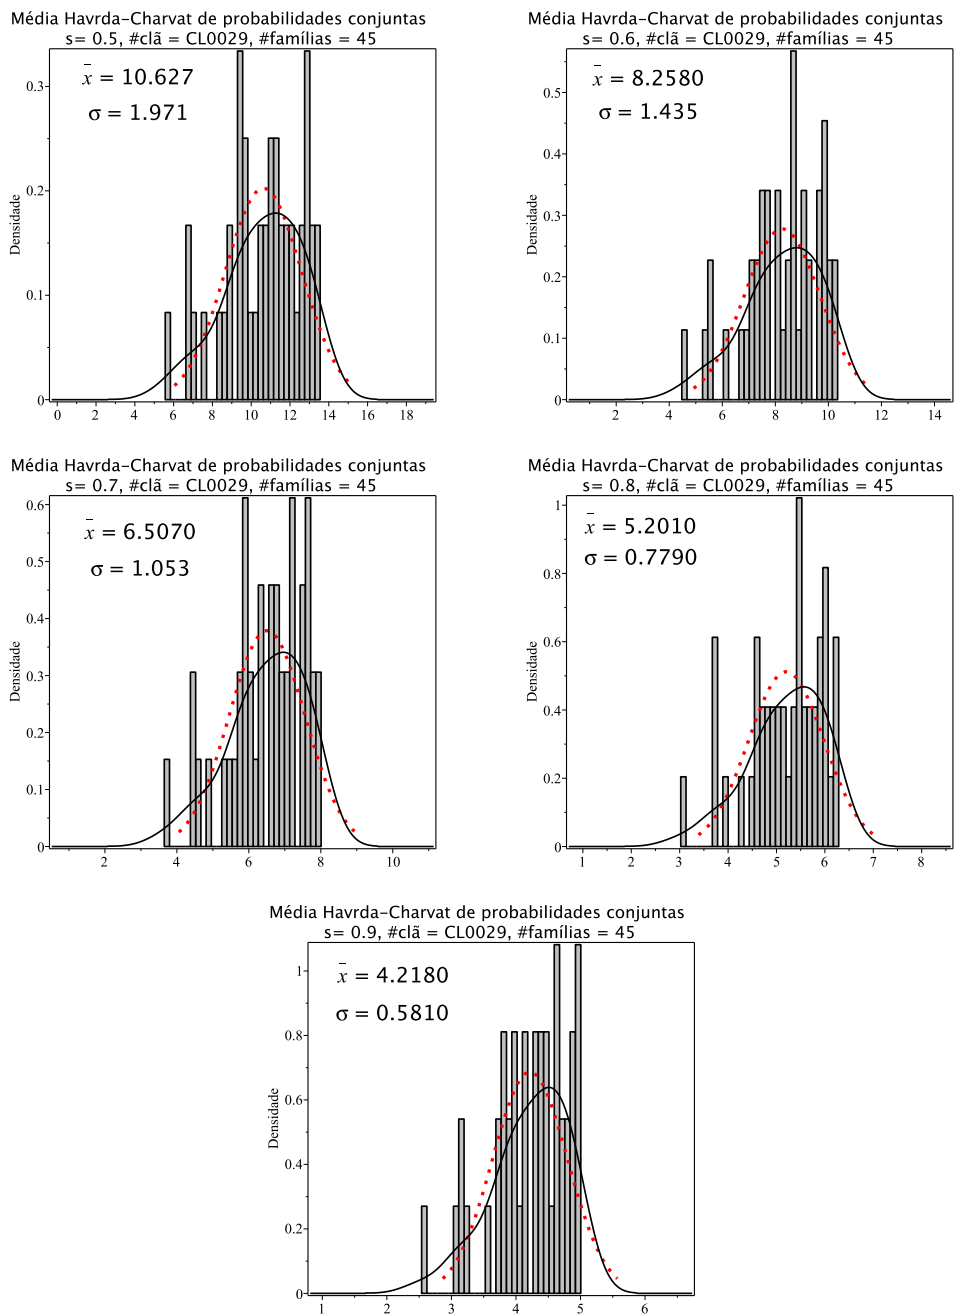 Média Havrda-Charvat de probabilidades conjuntas
s= 0.5, #clã = CL0029, #famílias = 45
x̄ = 10.627
σ = 1.971
Densidade
0.3
0.2
0.1
0
0 2 4 6 8 10 12 14 16 18
Média Havrda-Charvat de probabilidades conjuntas
s= 0.6, #clã = CL0029, #famílias = 45
x̄ = 8.2580
σ = 1.435
Densidade
0.5
0.4
0.3
0.2
0.1
0
2 4 6 8 10 12 14
Média Havrda-Charvat de probabilidades conjuntas
s= 0.7, #clã = CL0029, #famílias = 45
x̄ = 6.5070
σ = 1.053
Densidade
0.6
0.5
0.4
0.3
0.2
0.1
0
2 4 6 8 10
Média Havrda-Charvat de probabilidades conjuntas
s= 0.8, #clã = CL0029, #famílias = 45
x̄ = 5.2010
σ = 0.7790
Densidade
1
0.8
0.6
0.4
0.2
0
1 2 3 4 5 6 7 8
Média Havrda-Charvat de probabilidades conjuntas
s= 0.9, #clã = CL0029, #famílias = 45
x̄ = 4.2180
σ = 0.5810
Densidade
1
0.8
0.6
0.4
0.2
0
1 2 3 4 5 6